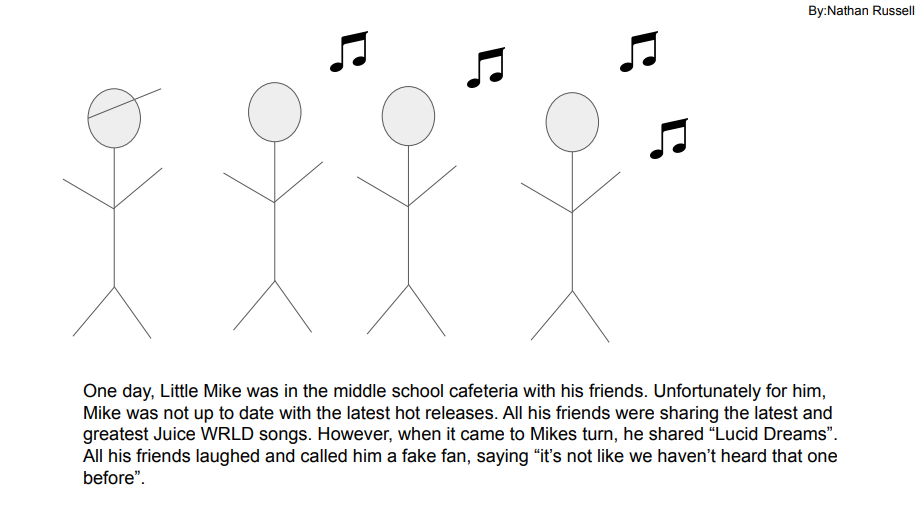 By:Nathan Russell
One day, Little Mike was in the middle school cafeteria with his friends. Unfortunately for him,
Mike was not up to date with the latest hot releases. All his friends were sharing the latest and
greatest Juice WRLD songs. However, when it came to Mikes turn, he shared “Lucid Dreams”.
All his friends laughed and called him a fake fan, saying “it’s not like we haven’t heard that one
before”.